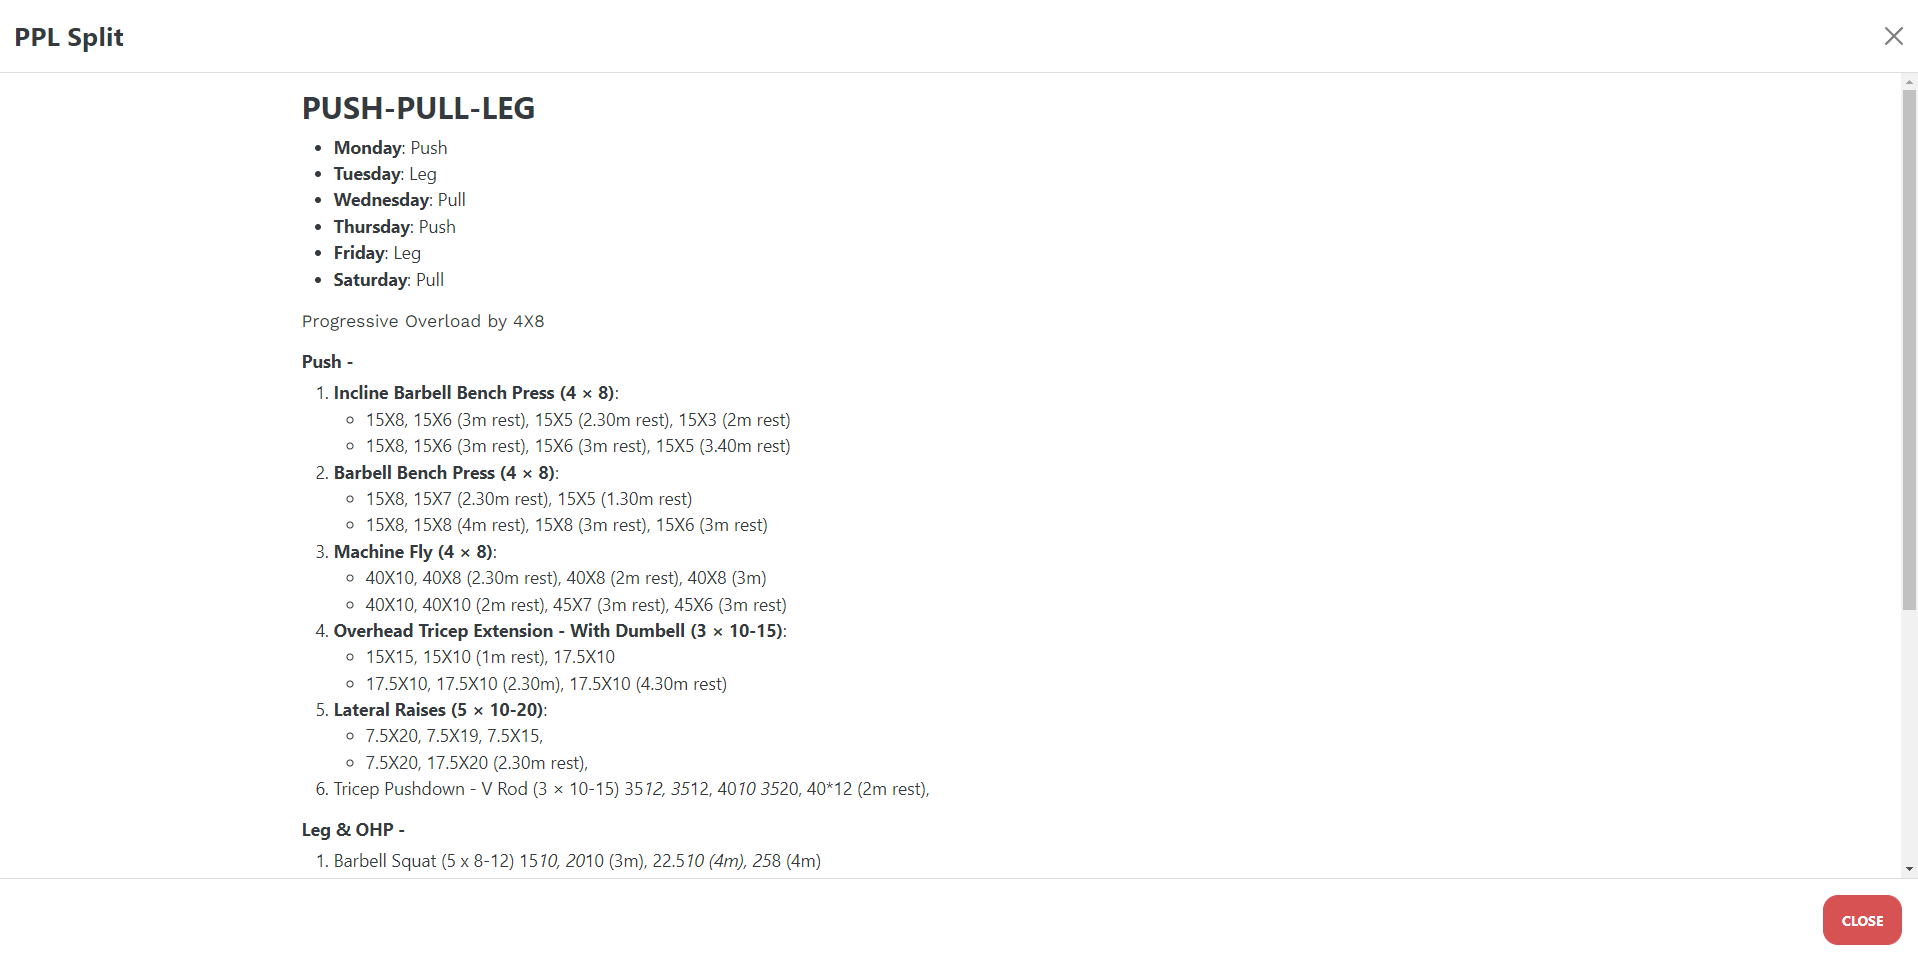 PPL Split
PUSH-PULL-LEG
• Monday: Push
• Tuesday: Leg
• Wednesday: Pull
• Thursday: Push
• Friday: Leg
• Saturday: Pull
Progressive Overload by 4X8
Push -
1. Incline Barbell Bench Press (4 × 8):
◦ 15X8, 15X6 (3m rest), 15X5 (2.30m rest), 15X3 (2m rest)
◦ 15X8, 15X6 (3m rest), 15X6 (3m rest), 15X5 (3.40m rest)
2. Barbell Bench Press (4 × 8):
◦ 15X8, 15X7 (2.30m rest), 15X5 (1.30m rest)
◦ 15X8, 15X8 (4m rest), 15X8 (3m rest), 15X6 (3m rest)
3. Machine Fly (4 × 8):
◦ 40X10, 40X8 (2.30m rest), 40X8 (2m rest), 40X8 (3m)
◦ 40X10, 40X10 (2m rest), 45X7 (3m rest), 45X6 (3m rest)
4. Overhead Tricep Extension - With Dumbell (3 × 10-15):
◦ 15X15, 15X10 (1m rest), 17.5X10
◦ 17.5X10, 17.5X10 (2.30m), 17.5X10 (4.30m rest)
5. Lateral Raises (5 × 10-20):
◦ 7.5X20, 7.5X19, 7.5X15,
◦ 7.5X20, 17.5X20 (2.30m rest),
6. Tricep Pushdown - V Rod (3 × 10-15) 3512, 3512, 4010 3520, 40*12 (2m rest),
Leg & OHP -
1. Barbell Squat (5 x 8-12) 1510, 2010 (3m), 22.510 (4m), 258 (4m)
CLOSE